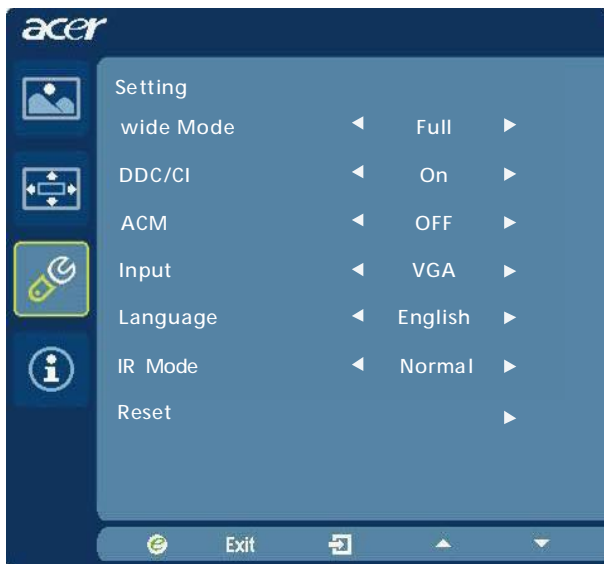 acer
Setting
wide Mode Full
DDC/CI On
ACM OFF
Input VGA
Language English
IR Mode Normal
Reset
e Exit